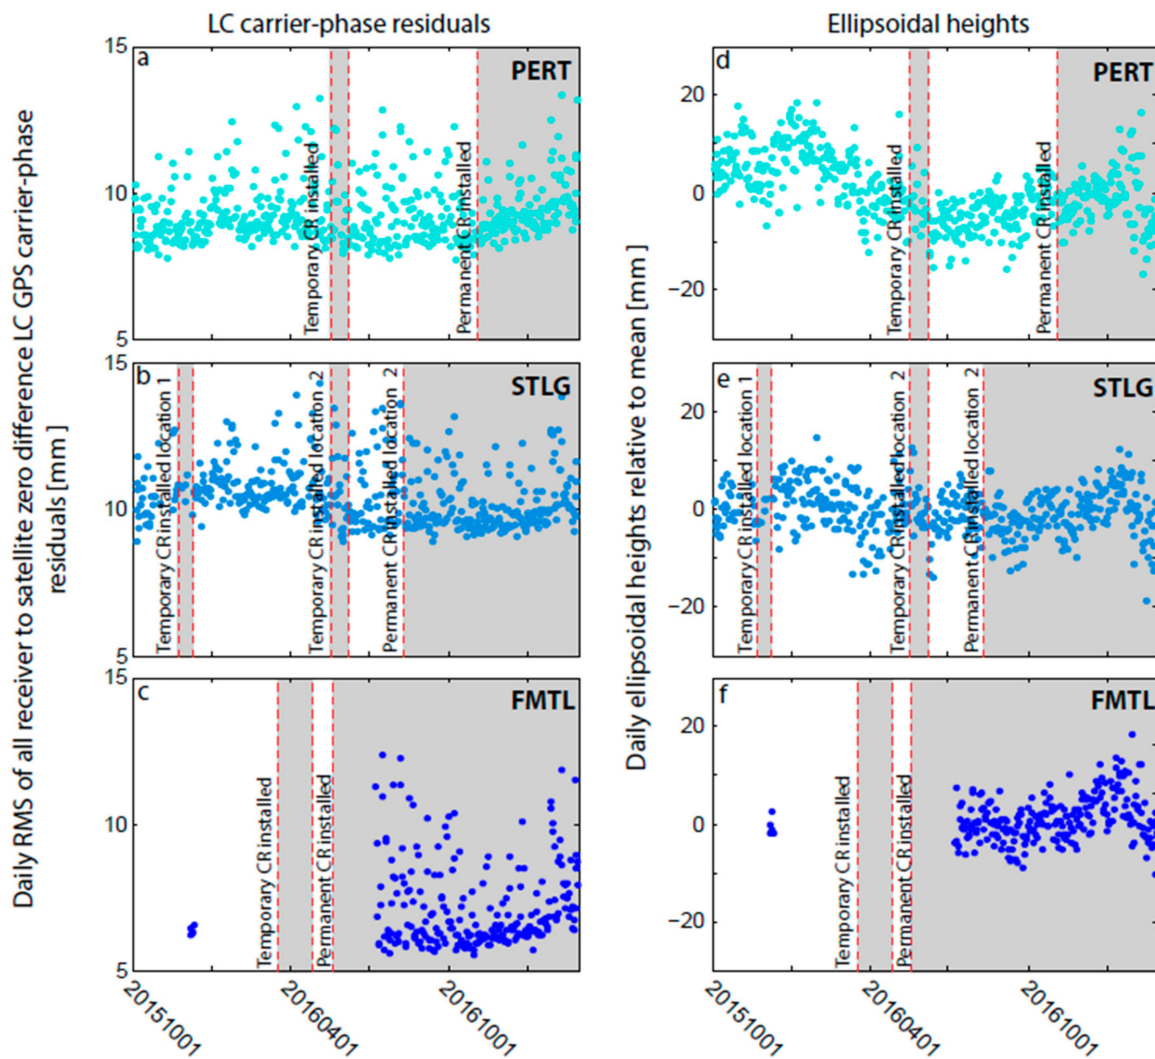 LC carrier-phase residuals
Ellipsoidal heights
Daily RMS of all receiver to satellite zero difference LC GPS carrier-phase
residuals [mm ]
Daily ellipsoidal heights relative to mean [mm]
15
a
PERT
10
Temporary CR installed
Permanent CR installed
5
d
PERT
20
0
−20
Temporary CR installed
Permanent CR installed
15
b
STLG
10
Temporary CR installed location 1
Temporary CR installed location 2
Permanent CR installed location 2
5
e
STLG
20
0
−20
Temporary CR installed location 1
Temporary CR installed location 2
Permanent CR installed location 2
15
c
FMTL
10
Temporary CR installed
Permanent CR installed
5
f
FMTL
20
0
−20
Temporary CR installed
Permanent CR installed
20151001
20160401
20161001
20151001
20160401
20161001